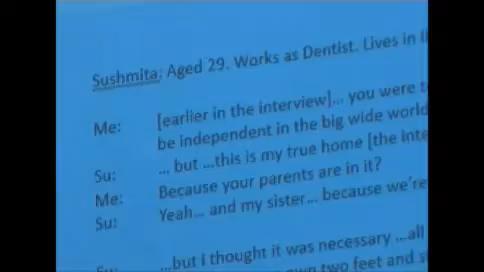 Sushmita: Aged 29. Works as Dentist. Lives in
Me: [earlier in the interview]... you were
be independent in the big wide world
Su: ... but ...this is my true home [the
Me: Because your parents are in it?
Su: Yeah... and my sister... because we're
Su: ...but I thought it was necessary ...all
own two feet and